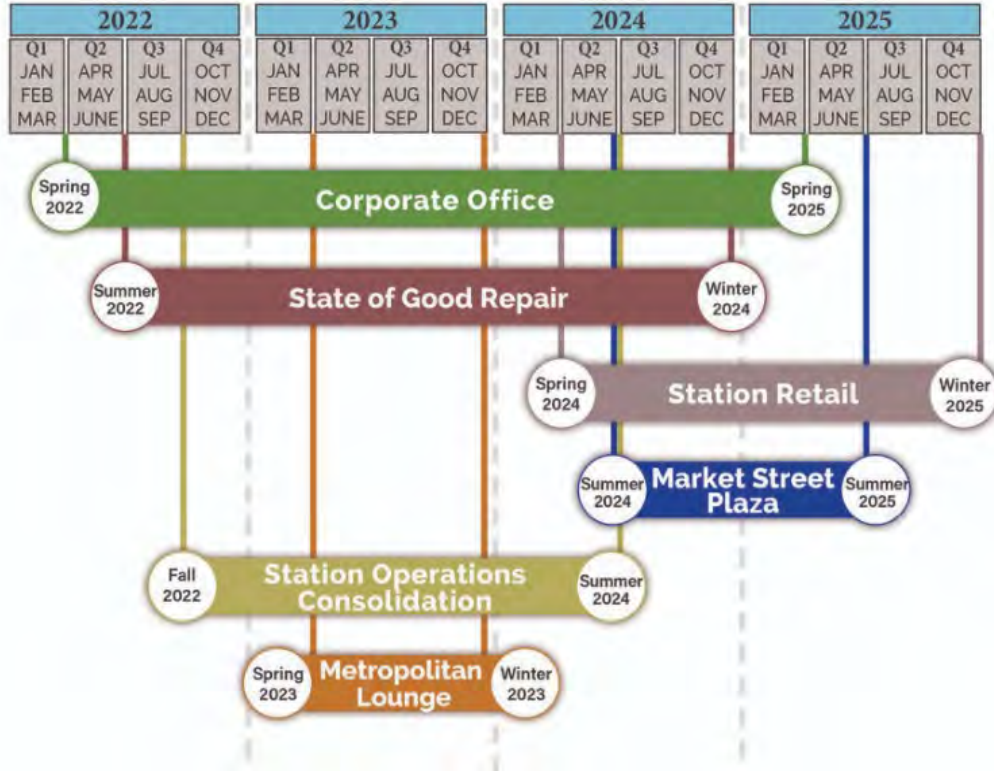 2022 2023 2024 2025
Q1 Q2 Q3 Q4 Q1 Q2 Q3 Q4 Q1 Q2 Q3 Q4 Q1 Q2 Q3 Q4
JAN APR JUL OCT JAN APR JUL OCT JAN APR JUL OCT JAN APR JUL OCT
FEB MAY AUG NOV FEB MAY AUG NOV FEB MAY AUG NOV FEB MAY AUG NOV
MAR JUNE SEP DEC MAR JUNE SEP DEC MAR JUNE SEP DEC MAR JUNE SEP DEC
Spring
2022
Corporate Office
Spring
2025
Summer
2022
State of Good Repair
Winter
2024
Spring
2024
Station Retail
Winter
2025
Summer
2024
Market Street
Plaza
Summer
2025
Fall
2022
Station Operations
Consolidation
Summer
2024
Spring
2023
Metropolitan
Lounge
Winter
2023